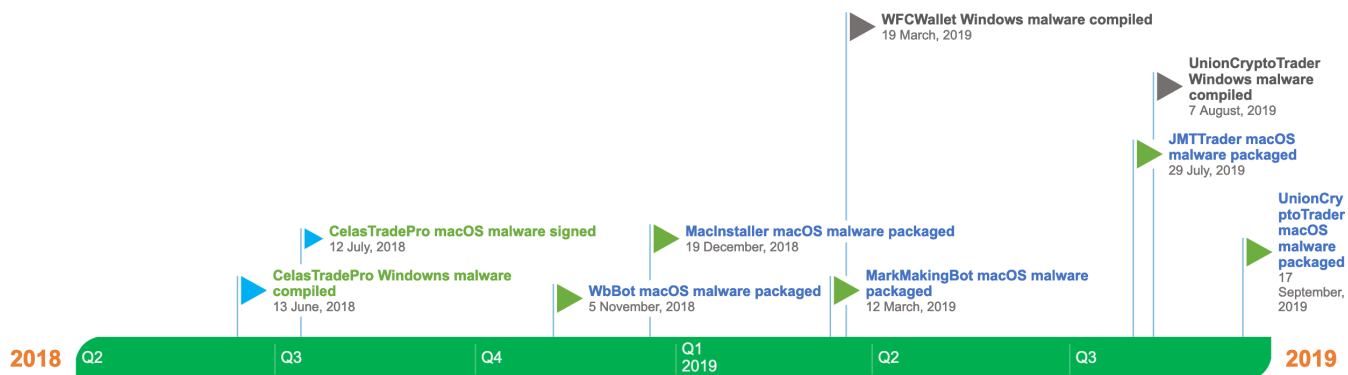 WFCWallet Windows malware compiled
19 March, 2019
UnionCryptoTrader
Windows malware
compiled
7 August, 2019
JMTTrader macOS
malware packaged
29 July, 2019
UnionCry
ptoTrader
macOS
malware
packaged
17
September,
2019
CelasTradePro macOS malware signed
12 July, 2018
MacInstaller macOS malware packaged
19 December, 2018
CelasTradePro Windowns malware
compiled
13 June, 2018
WbBot macOS malware packaged
5 November, 2018
MarkMakingBot macOS malware
packaged
12 March, 2019
2018
Q2
Q3
Q4
Q1
2019
Q2
Q3
2019